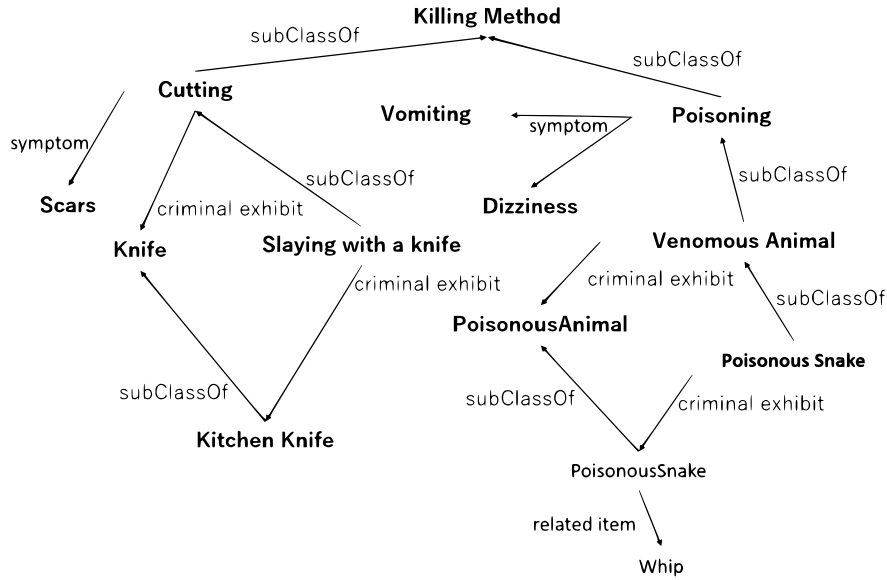 Killing Method
subClassOf
subClassOf
Cutting
Vomiting
Poisoning
symptom
symptom
subClassOf
subClassOf
Scars
criminal exhibit
Dizziness
Knife
Slaying with a knife
Venomous Animal
criminal exhibit
criminal exhibit
subClassOf
PoisonousAnimal
Poisonous Snake
subClassOf
subClassOf
criminal exhibit
Kitchen Knife
PoisonousSnake
related item
Whip